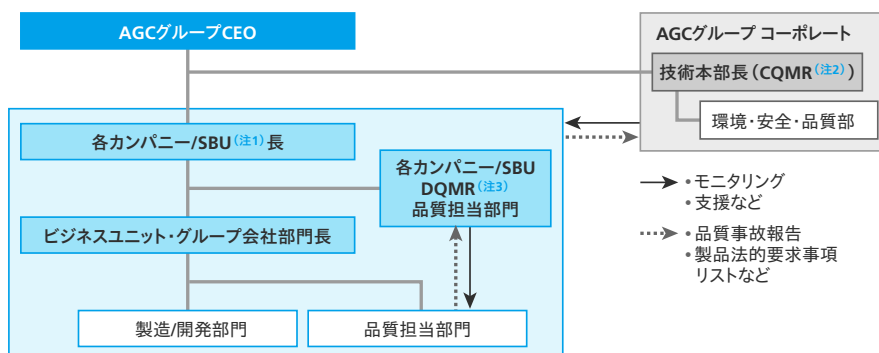 AGCグループCEO
AGCグループ コーポレート
技術本部長（CQMR（注2））
環境・安全・品質部
各カンパニー/SBU（注1）長
各カンパニー/SBU
DQMR（注3）
品質担当部門
ビジネスユニット・グループ会社部門長
製造/開発部門
品質担当部門
• モニタリング
• 支援など
• 品質事故報告
• 製品法的要求事項
リストなど